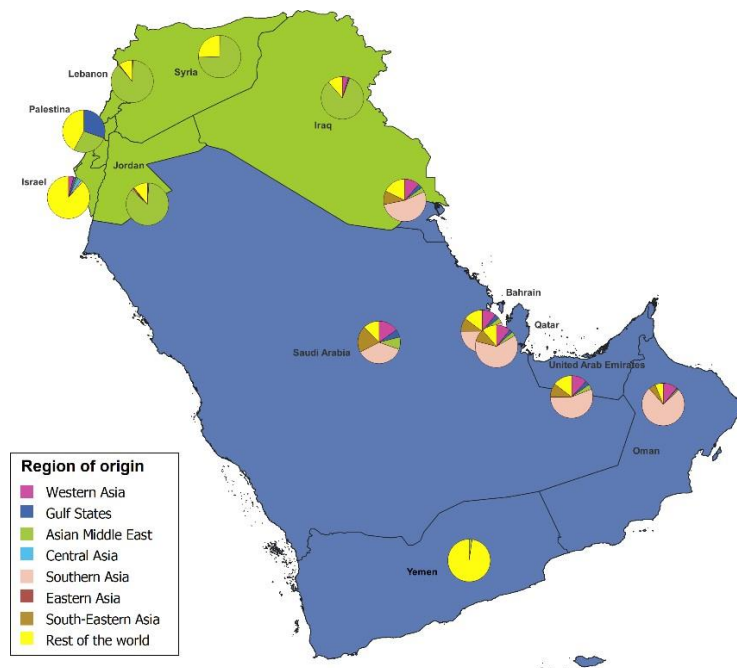 Lebanon
Syria
Palestina
Iraq
Israel
Jordan
Bahrain
Qatar
Saudi Arabia
United Arab Emirates
Oman
Yemen
Region of origin
Western Asia
Gulf States
Asian Middle East
Central Asia
Southern Asia
Eastern Asia
South-Eastern Asia
Rest of the world